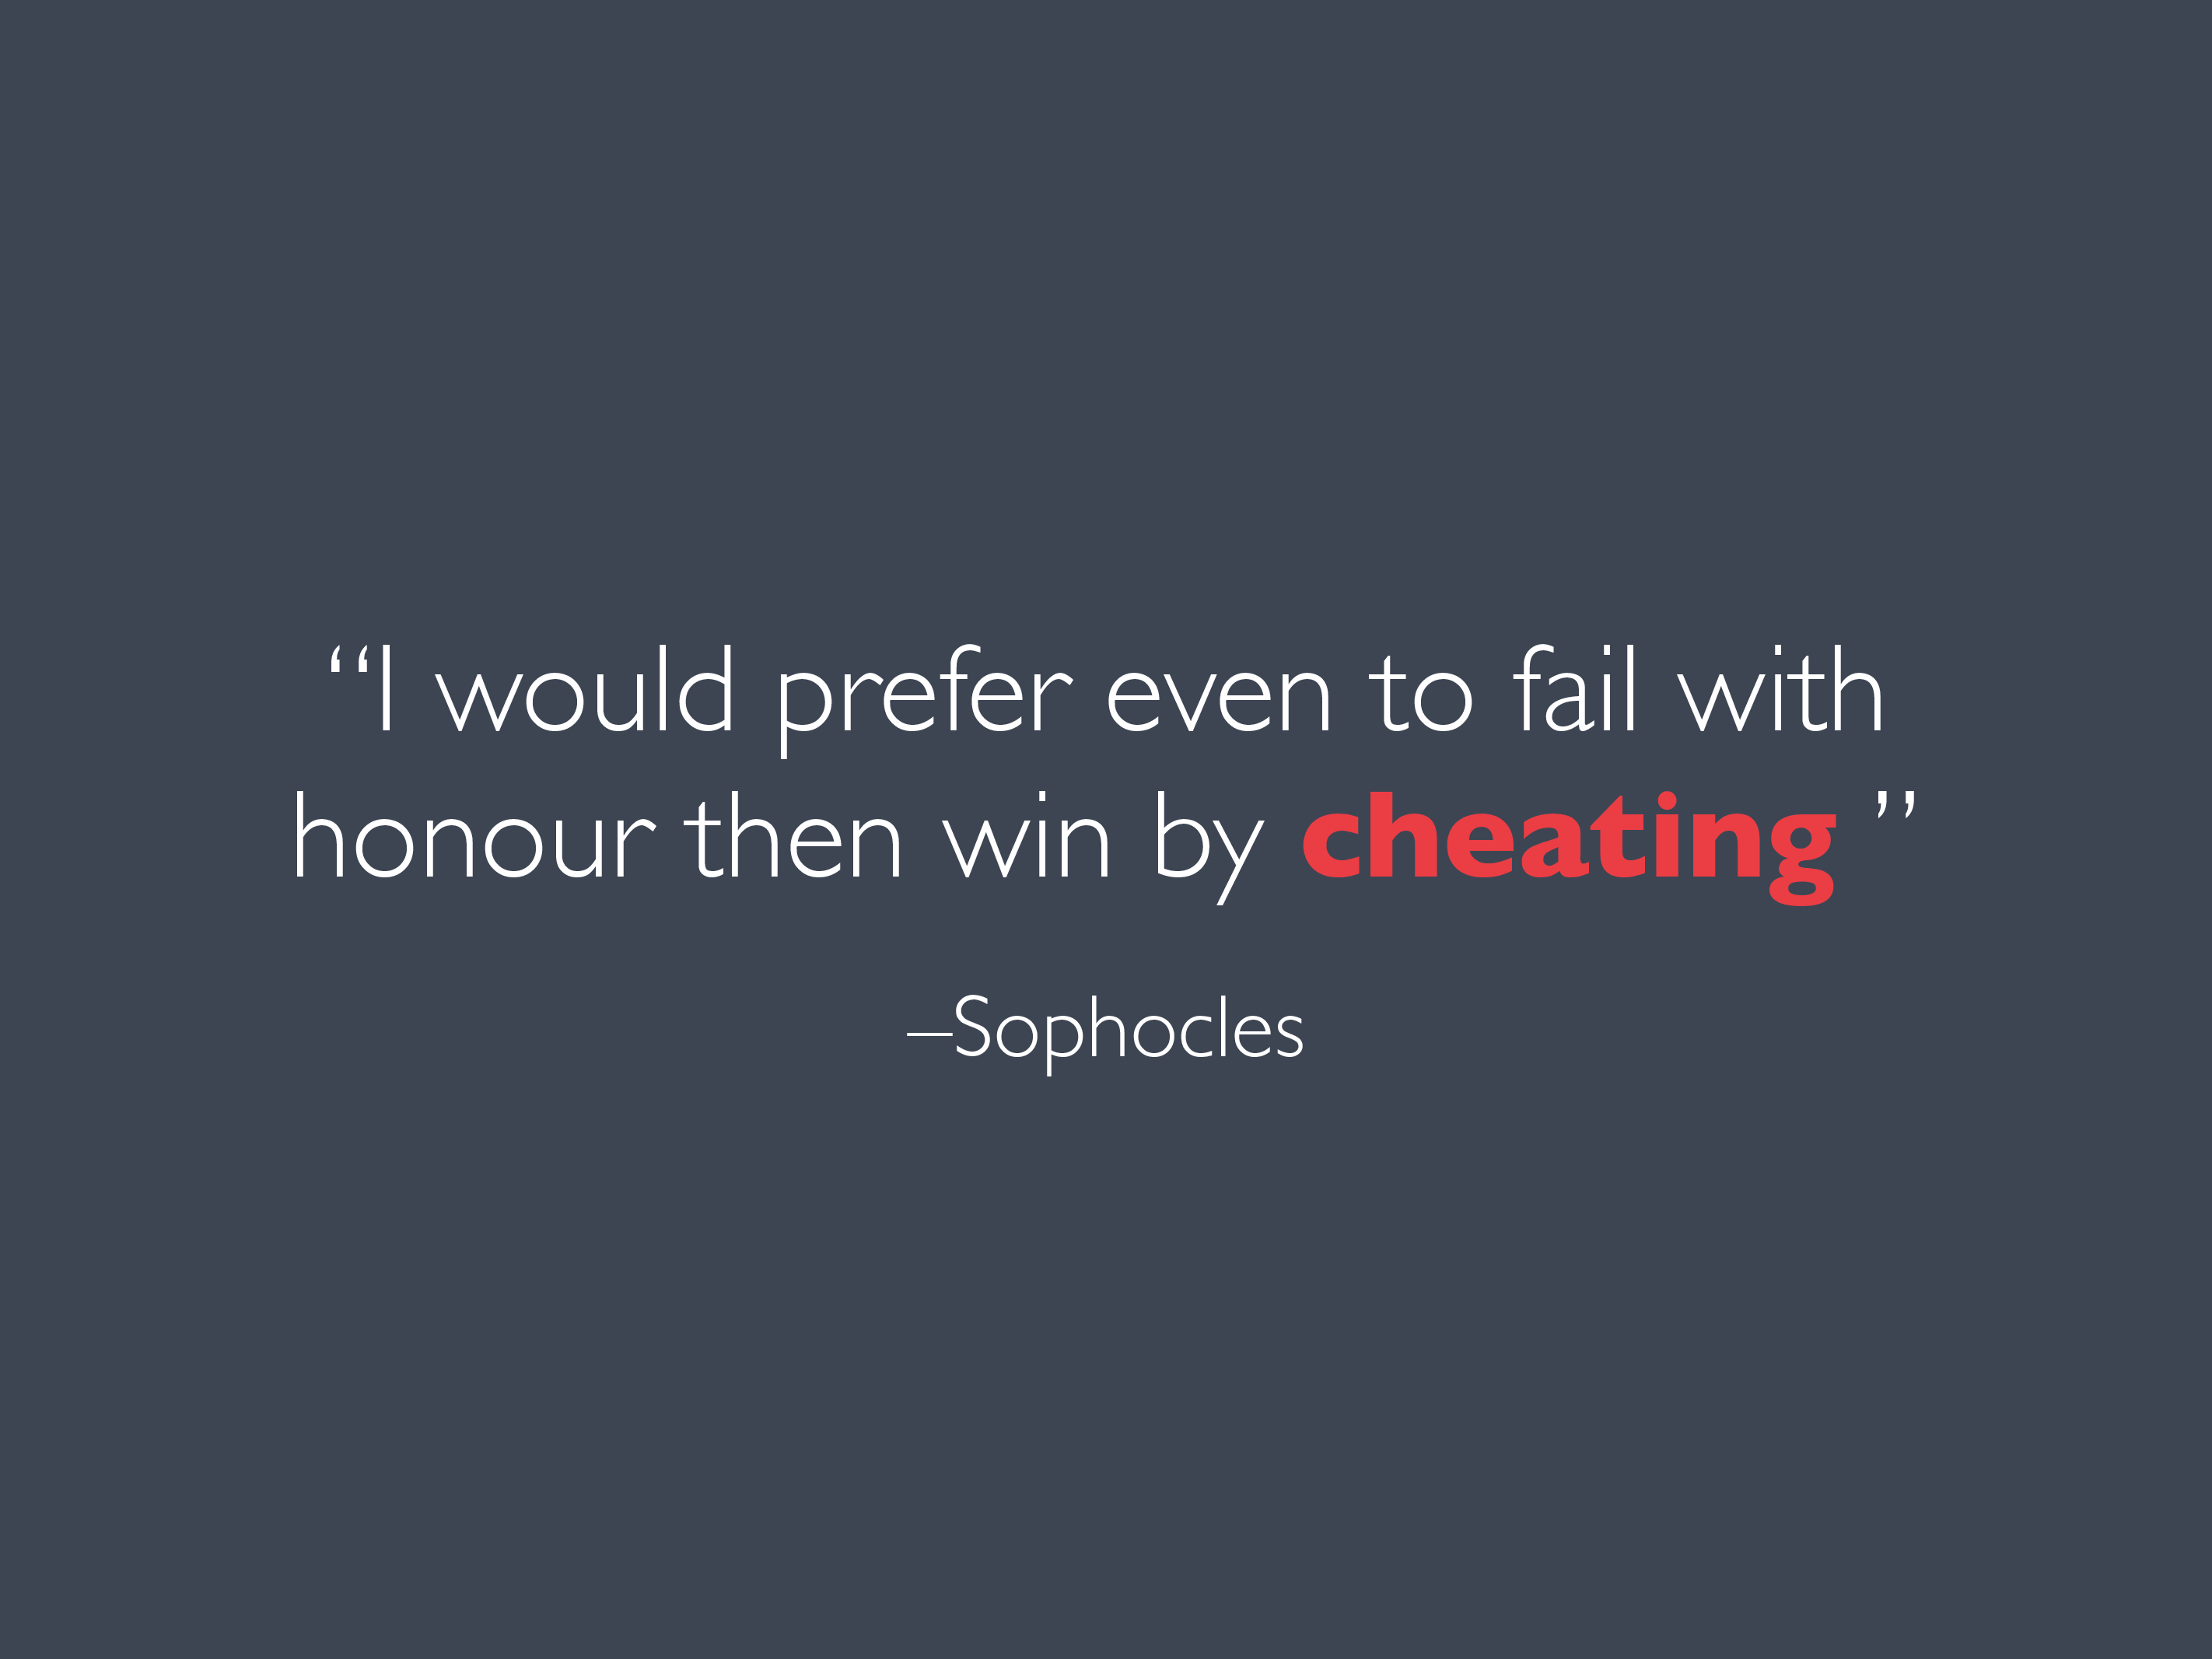 “I would prefer even to fail with
honour then win by cheating ”
—Sophocles